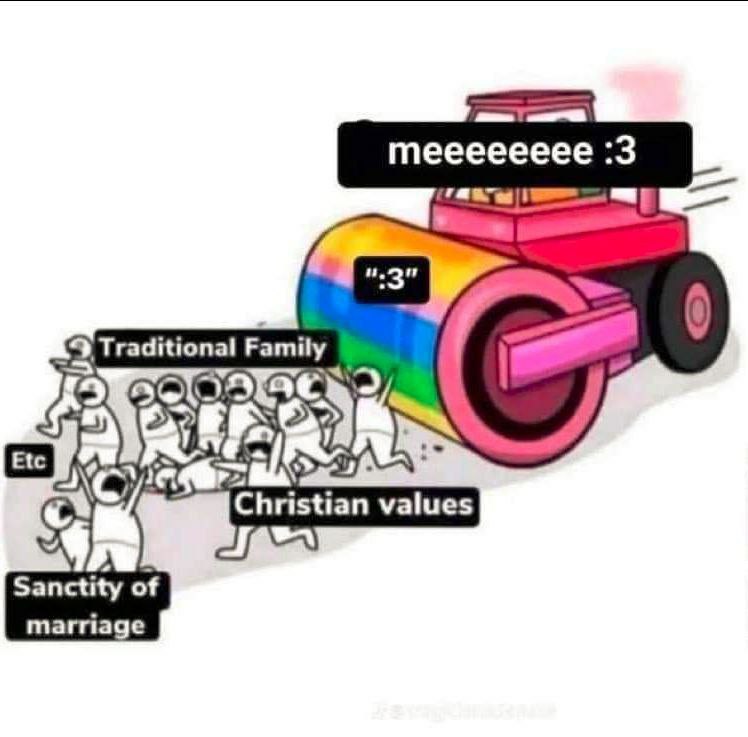 meeeeeeee :3
":3"
Traditional Family
Etc
Christian values
Sanctity of
marriage